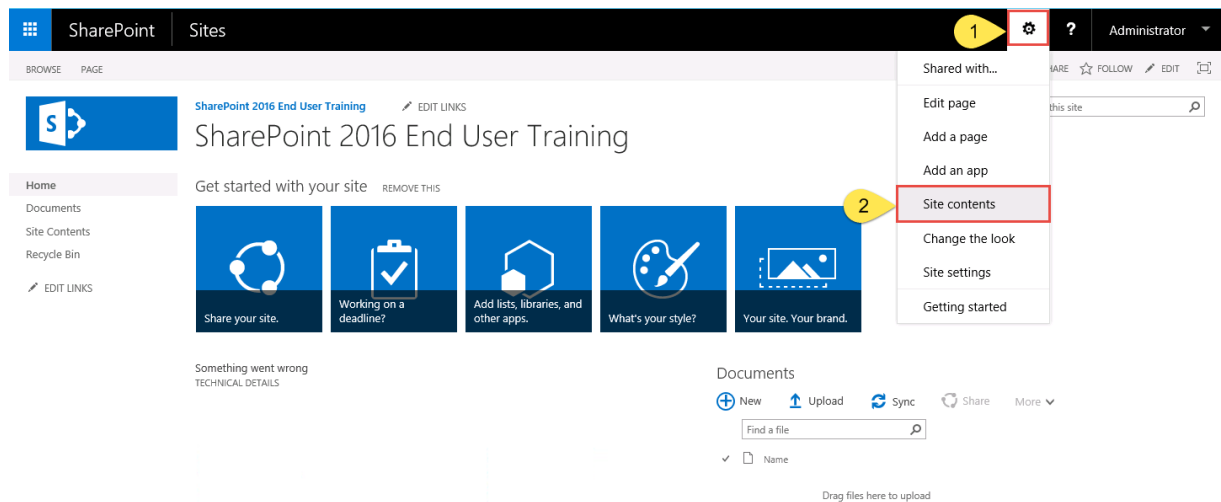 SharePoint Sites 1 ? Administrator
BROWSE PAGE
FOLLOW EDIT
Shared with...
Edit page
Add a page
Add an app
2 Site contents
Change the look
Site settings
Getting started
this site
S
SharePoint 2016 End User Training EDIT LINKS
SharePoint 2016 End User Training
Home
Documents
Site Contents
Recycle Bin
EDIT LINKS
Get started with your site REMOVE THIS
Share your site.
Working on a
deadline?
Add lists, libraries, and
other apps.
What's your style?
Your site. Your brand.
Something went wrong
TECHNICAL DETAILS
Documents
New Upload Sync Share More
Find a file
Name
Drag files here to upload